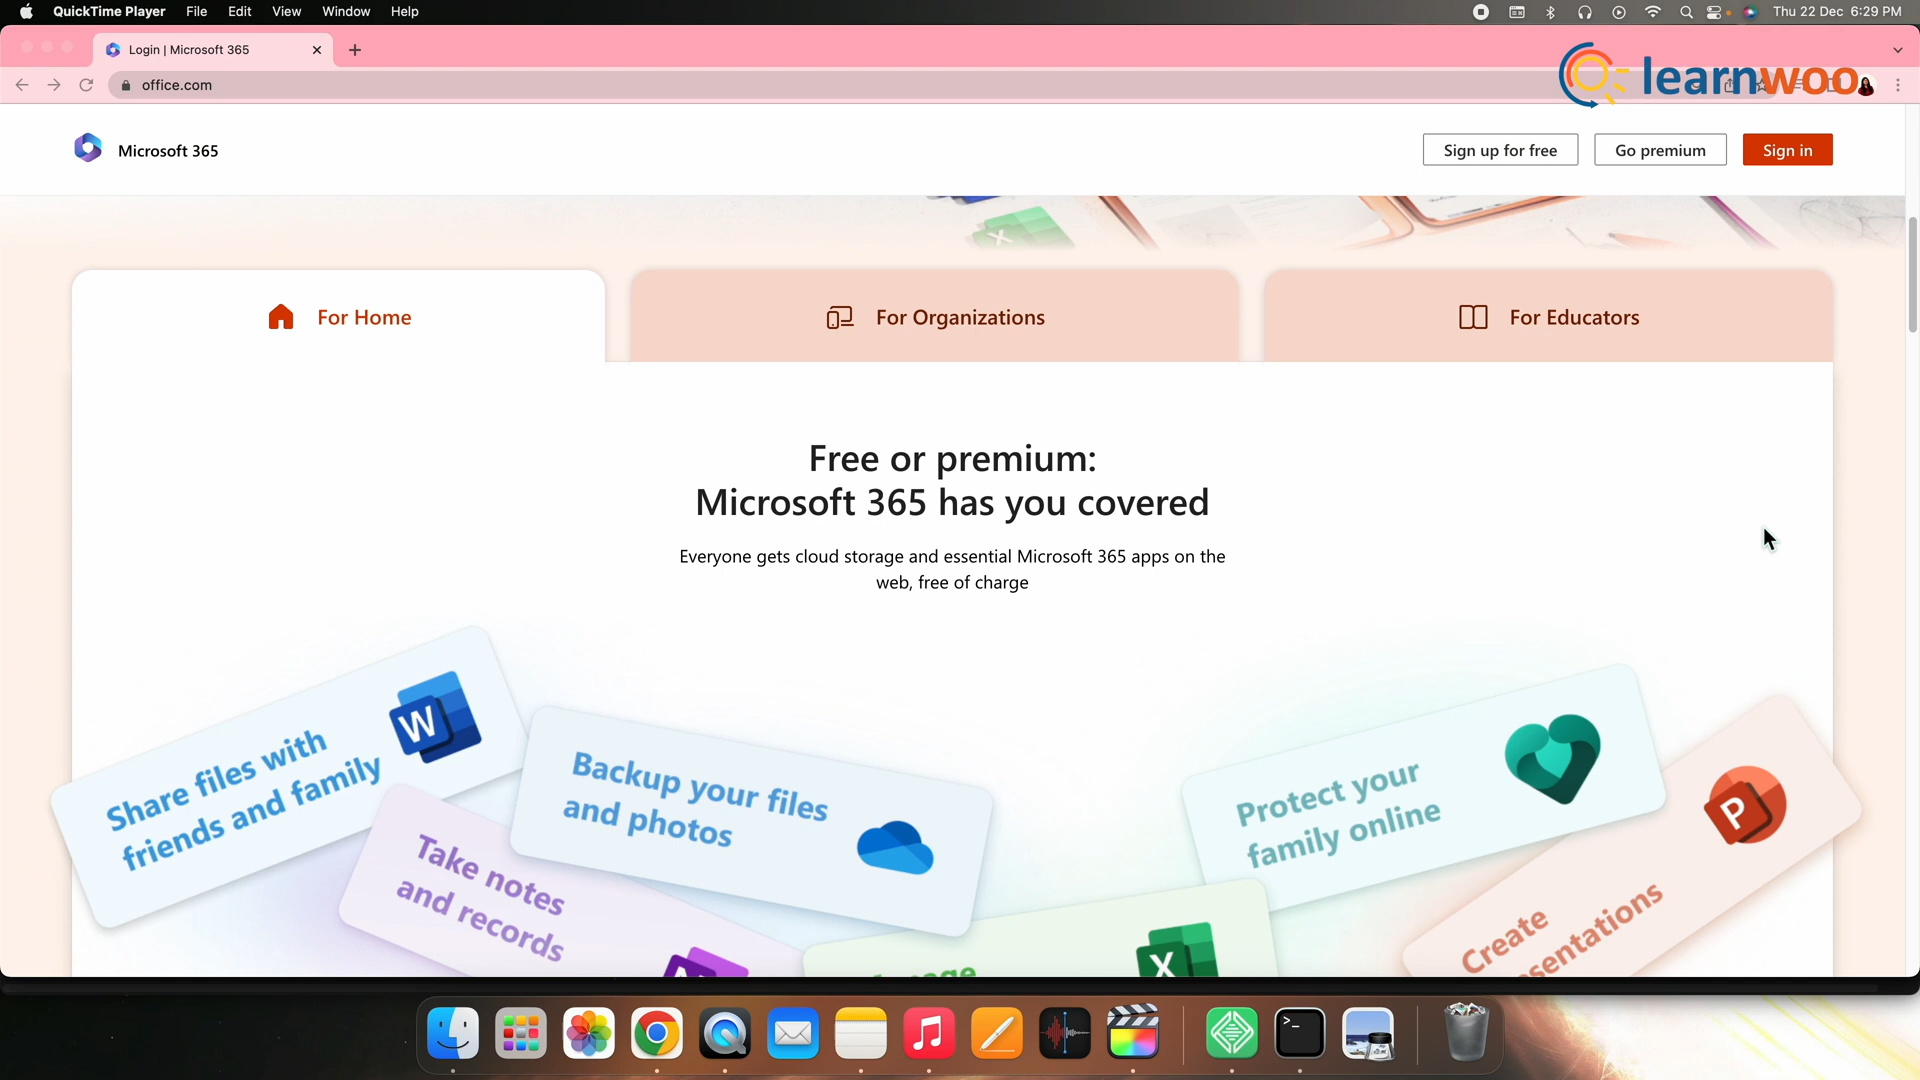 QuickTime Player File Edit View Window Help
Thu 22 Dec 6:29 PM
Login | Microsoft 365
office.com
learnwoo
Microsoft 365
Sign up for free
Go premium
Sign in
For Home
For Organizations
For Educators
Free or premium:
Microsoft 365 has you covered
Everyone gets cloud storage and essential Microsoft 365 apps on the
web, free of charge
Share files with
friends and family
W
Backup your files
and photos
Take notes
and records
Protect your
family online
P
Create
X